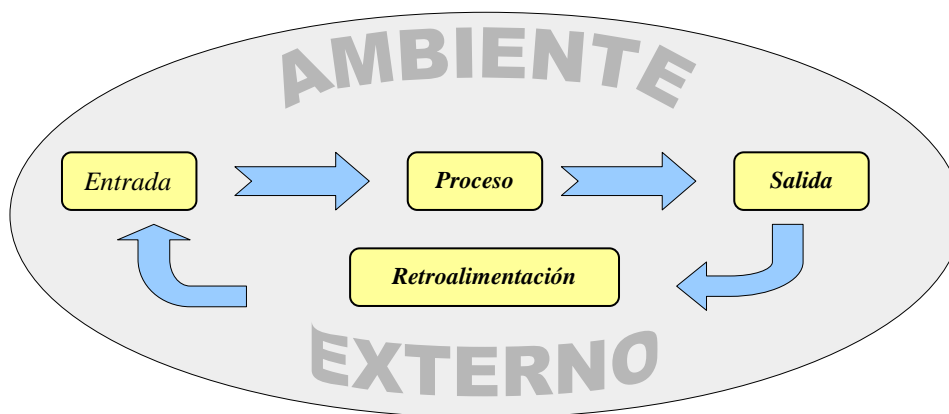 AMBIENTE
Entrada
Proceso
Salida
Retroalimentación
EXTERNO